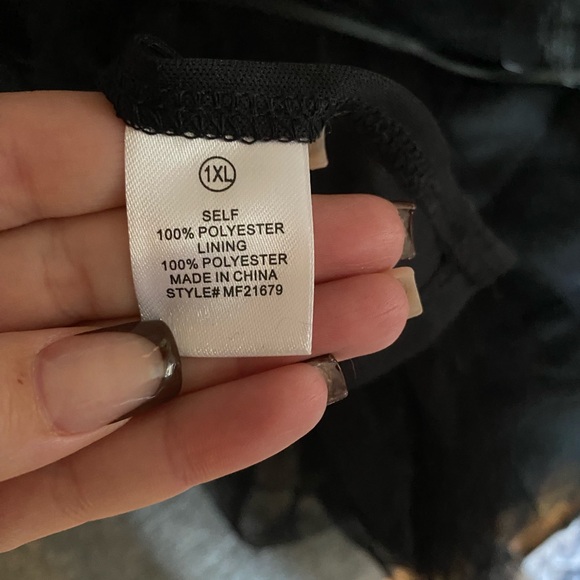 1XL
SELF
100% POLYESTER
LINING
100% POLYESTER
MADE IN CHINA
STYLE# MF21679